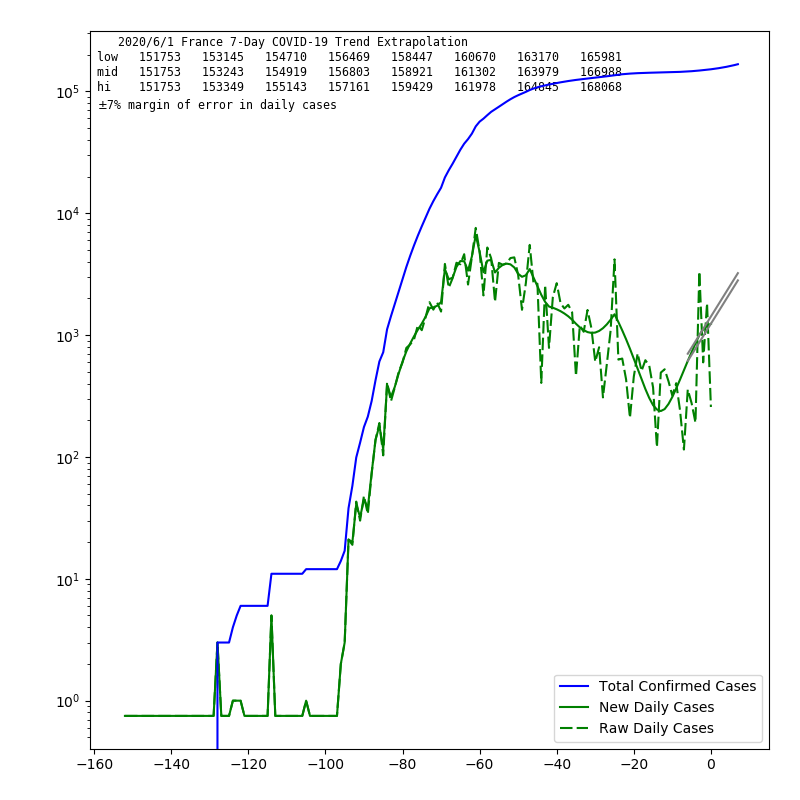 2020/6/1 France 7-Day COVID-19 Trend Extrapolation
low 151753 153145 154710 156469 158447 160670 163170 165981
mid 151753 153243 154919 156803 158921 161302 163979 166988
hi 151753 153349 155143 157161 159429 161978 164845 168068
±7% margin of error in daily cases
10^5
10^4
10^3
10^2
10^1
10^0
Total Confirmed Cases
New Daily Cases
Raw Daily Cases
−160 −140 −120 −100 −80 −60 −40 −20 0